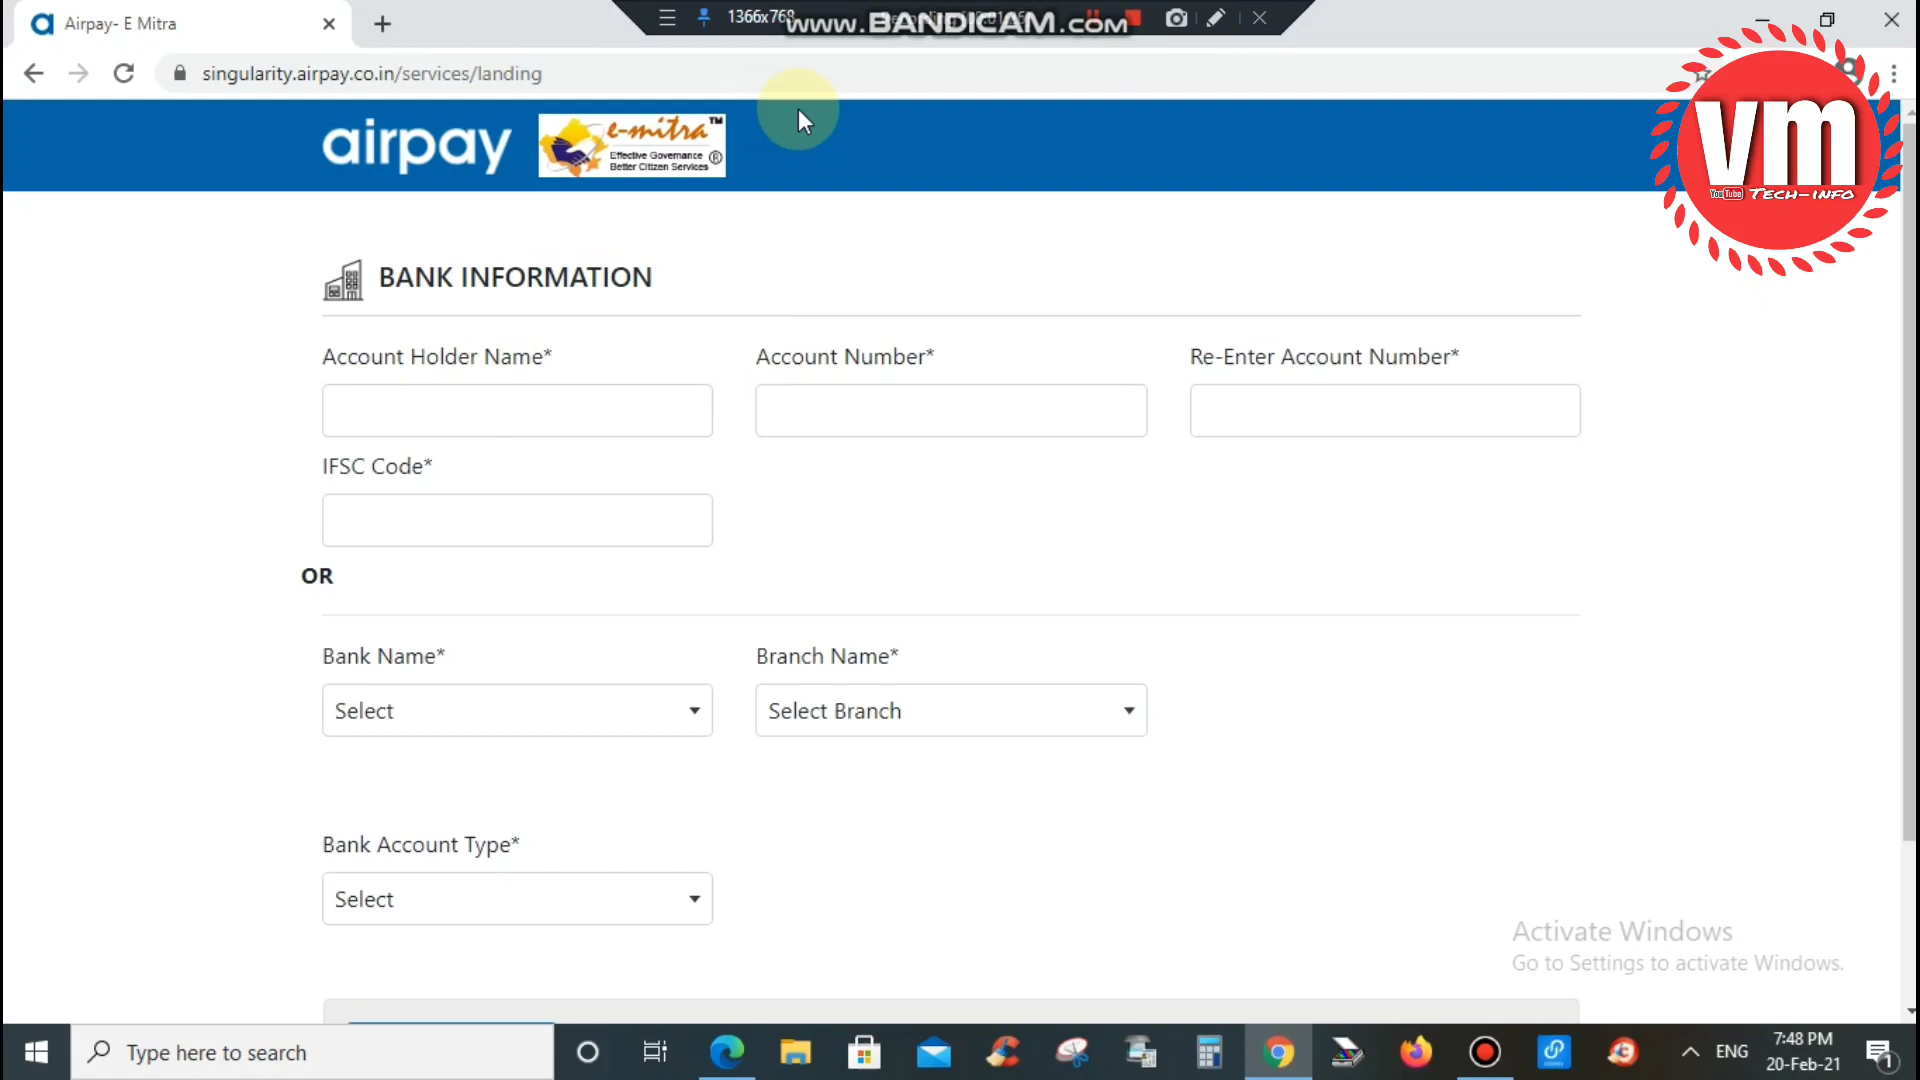 Airpay- E Mitra
1366x768
www.BANDICAM.com
singularity.airpay.co.in/services/landing
airpay
e-mitra™
Effective Governance
Better Citizen Services ®
vm
YouTube TECH-INFO
BANK INFORMATION
Account Holder Name*
Account Number*
Re-Enter Account Number*
IFSC Code*
OR
Bank Name*
Branch Name*
Select
Select Branch
Bank Account Type*
Select
Activate Windows
Go to Settings to activate Windows.
Type here to search
ENG
7:48 PM
20-Feb-21
1